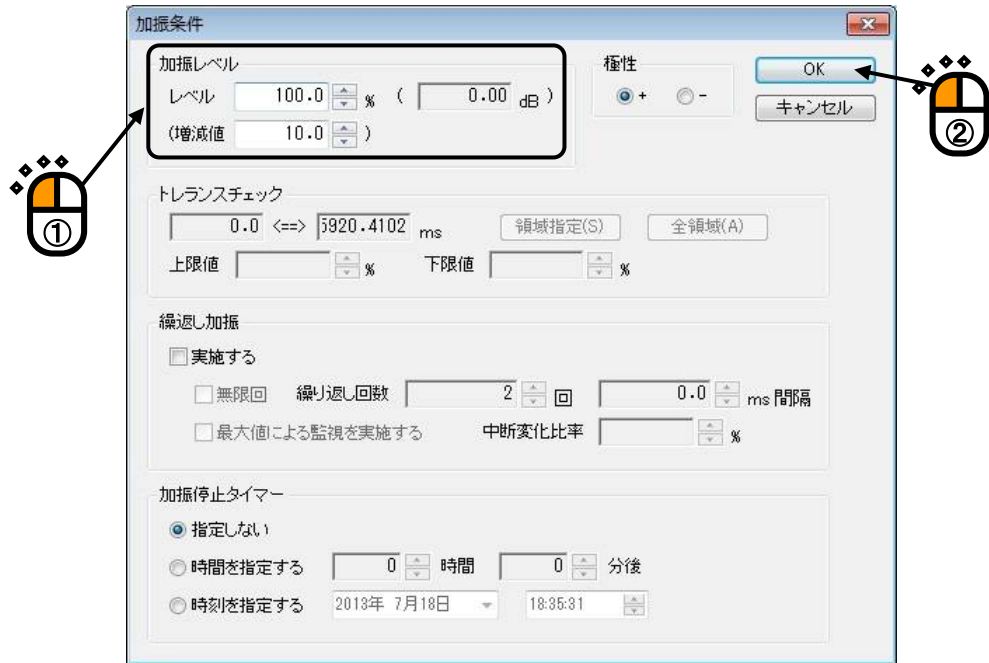 加振条件
加振レベル
レベル 100.0 % ( 0.00 dB )
(増減値 10.0 )
極性
+ -
OK
キャンセル
①
②
トレランスチェック
0.0 <==> 5920.4102 ms 領域指定(S) 全領域(A)
上限値 % 下限値 %
繰返し加振
実施する
無限回 繰り返し回数 2 回 0.0 ms 間隔
最大値による監視を実施する 中断変化比率 %
加振停止タイマー
指定しない
時間を指定する 0 時間 0 分後
時刻を指定する 2013年 7月18日 18:35:31